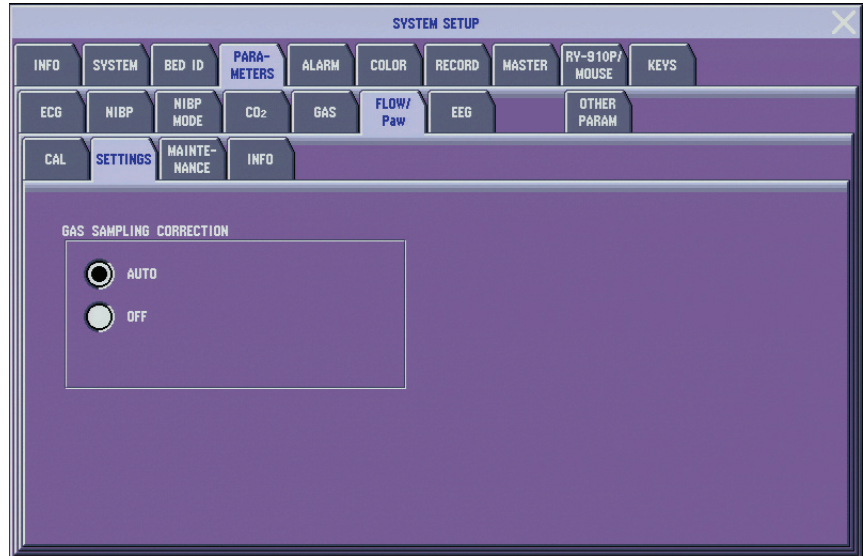 SYSTEM SETUP
INFO SYSTEM BED ID PARA-
METERS ALARM COLOR RECORD MASTER RY-910P/
MOUSE KEYS
ECG NIBP NIBP
MODE CO₂ GAS FLOW/
Paw EEG OTHER
PARAM
CAL SETTINGS MAINTE-
NANCE INFO
GAS SAMPLING CORRECTION
AUTO
OFF